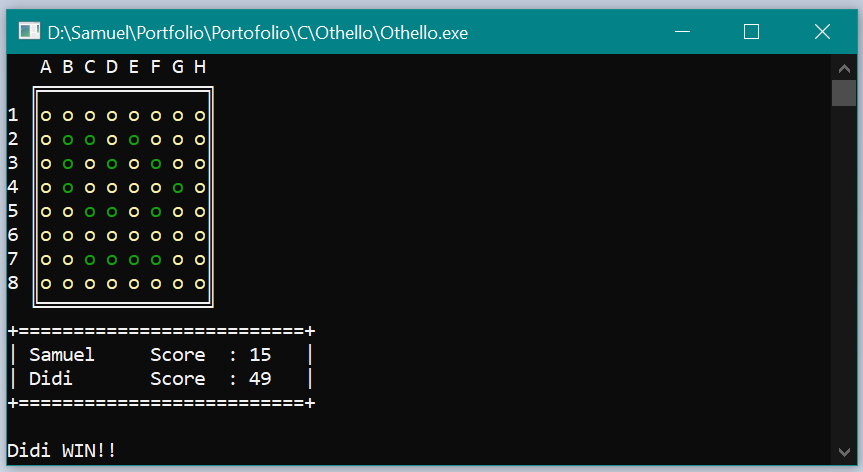 D:\Samuel\Portfolio\Portofolio\C\Othello\Othello.exe
A B C D E F G H
1 o o o o o o o o
2 o o o o o o o o
3 o o o o o o o o
4 o o o o o o o o
5 o o o o o o o o
6 o o o o o o o o
7 o o o o o o o o
8 o o o o o o o o
+==========================+
| Samuel     Score  : 15   |
| Didi       Score  : 49   |
+==========================+
Didi WIN!!